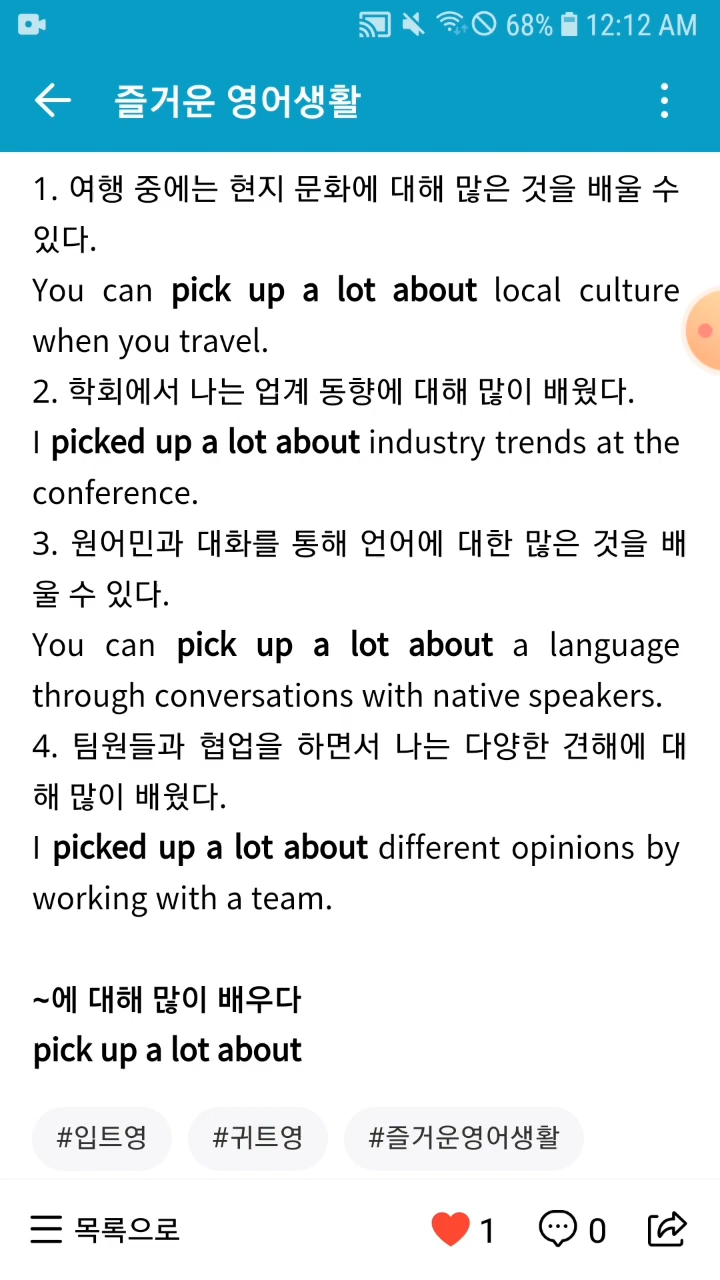 68% 12:12 AM
즐거운 영어생활
1. 여행 중에는 현지 문화에 대해 많은 것을 배울 수
있다.
You can pick up a lot about local culture
when you travel.
2. 학회에서 나는 업계 동향에 대해 많이 배웠다.
I picked up a lot about industry trends at the
conference.
3. 원어민과 대화를 통해 언어에 대한 많은 것을 배
울 수 있다.
You can pick up a lot about a language
through conversations with native speakers.
4. 팀원들과 협업을 하면서 나는 다양한 견해에 대
해 많이 배웠다.
I picked up a lot about different opinions by
working with a team.
~에 대해 많이 배우다
pick up a lot about
#입트영 #귀트영 #즐거운영어생활
목록으로 1 0